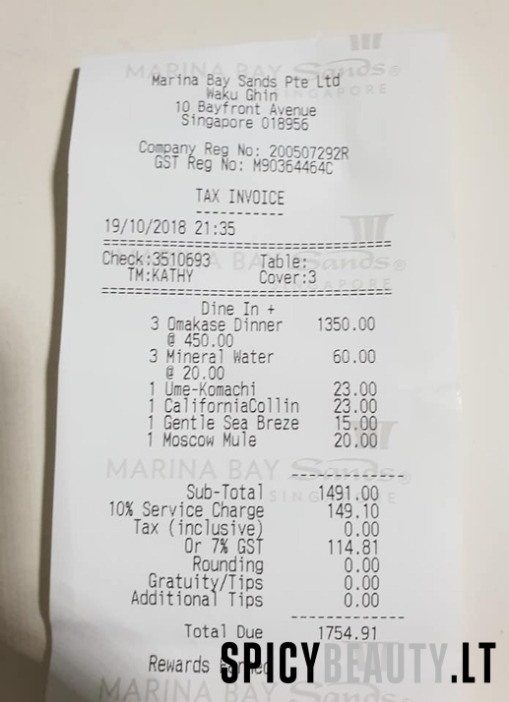 MARINA BAY Sands®
SINGAPORE
Marina Bay Sands Pte Ltd
Waku Ghin
10 Bayfront Avenue
Singapore 018956
Company Reg No: 200507292R
GST Reg No: M90364464C
TAX INVOICE
-----------
19/10/2018 21:35
================================
Check:3510693 Table:
TM:KATHY Cover:3
================================
MARINA BAY Sands®
SINGAPORE
Dine In +
3 Omakase Dinner 1350.00
@ 450.00
3 Mineral Water 60.00
@ 20.00
1 Ume-Komachi 23.00
1 CaliforniaCollin 23.00
1 Gentle Sea Breze 15.00
1 Moscow Mule 20.00
MARINA BAY Sands
SINGAPORE
-------------
Sub-Total 1491.00
10% Service Charge 149.10
Tax (inclusive) 0.00
Or 7% GST 114.81
Rounding 0.00
Gratuity/Tips 0.00
Additional Tips 0.00
-------------
Total Due 1754.91
Rewards
SPICYBEAUTY.LT
MARINA BAY Sands